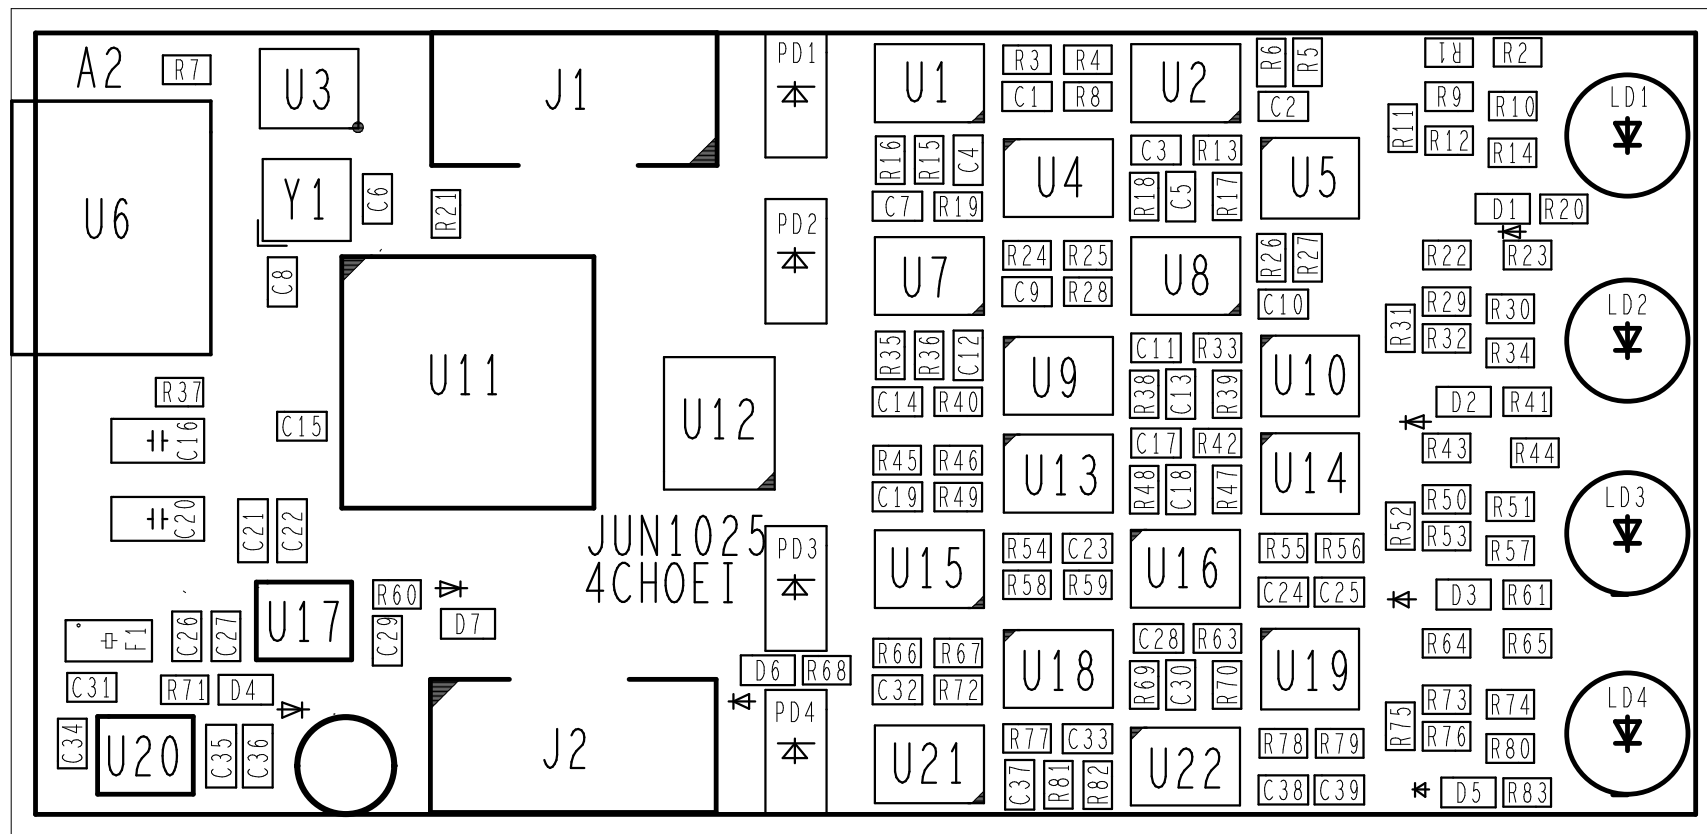 A2
R7
U3
J1
PD1
U1
R3
R4
C1
R8
U2
R6
R5
C2
R1
R2
R9
R10
R11
R12
R14
LD1
U6
Y1
C6
R21
C8
PD2
R16
R15
C4
C7
R19
U4
C3
R13
R18
C5
R17
U5
D1
R20
U7
R24
R25
C9
R28
U8
R26
R27
C10
R22
R23
R29
R30
R31
R32
R34
LD2
U11
U12
R37
C16
C15
R35
R36
C12
C14
R40
U9
C11
R33
R38
C13
R39
U10
D2
R41
R43
R44
R45
R46
C19
R49
U13
C17
R42
R48
C18
R47
U14
R50
R51
R52
R53
R57
LD3
C20
C21
C22
JUN1025
4CHOEI
PD3
U15
R54
C23
R58
R59
U16
R55
R56
C24
C25
D3
R61
F1
C26
C27
U17
R60
C29
D7
R66
R67
C32
R72
U18
C28
R63
R69
C30
R70
U19
R64
R65
C31
R71
D4
D6
R68
PD4
R73
R74
R75
R76
R80
LD4
C34
U20
C35
C36
J2
U21
R77
C33
C37
R81
R82
U22
R78
R79
C38
C39
D5
R83